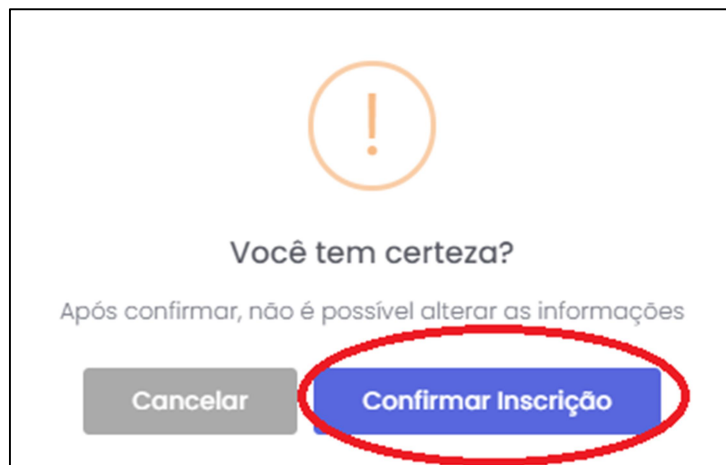 !
Você tem certeza?
Após confirmar, não é possível alterar as informações
Cancelar
Confirmar Inscrição